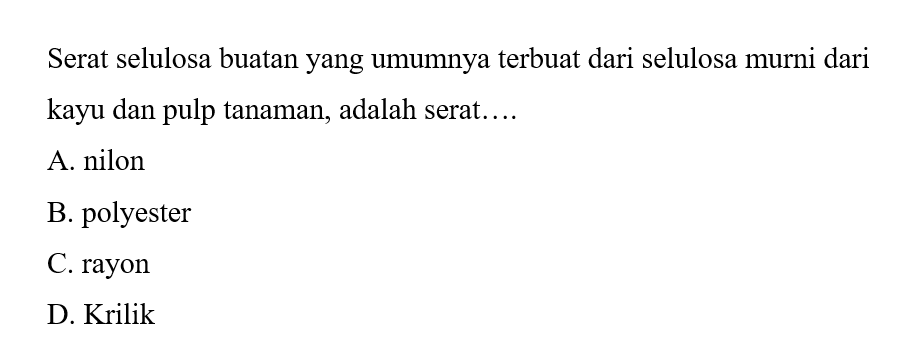 Serat selulosa buatan yang umumnya terbuat dari selulosa murni dari
kayu dan pulp tanaman, adalah serat….
A. nilon
B. polyester
C. rayon
D. Krilik